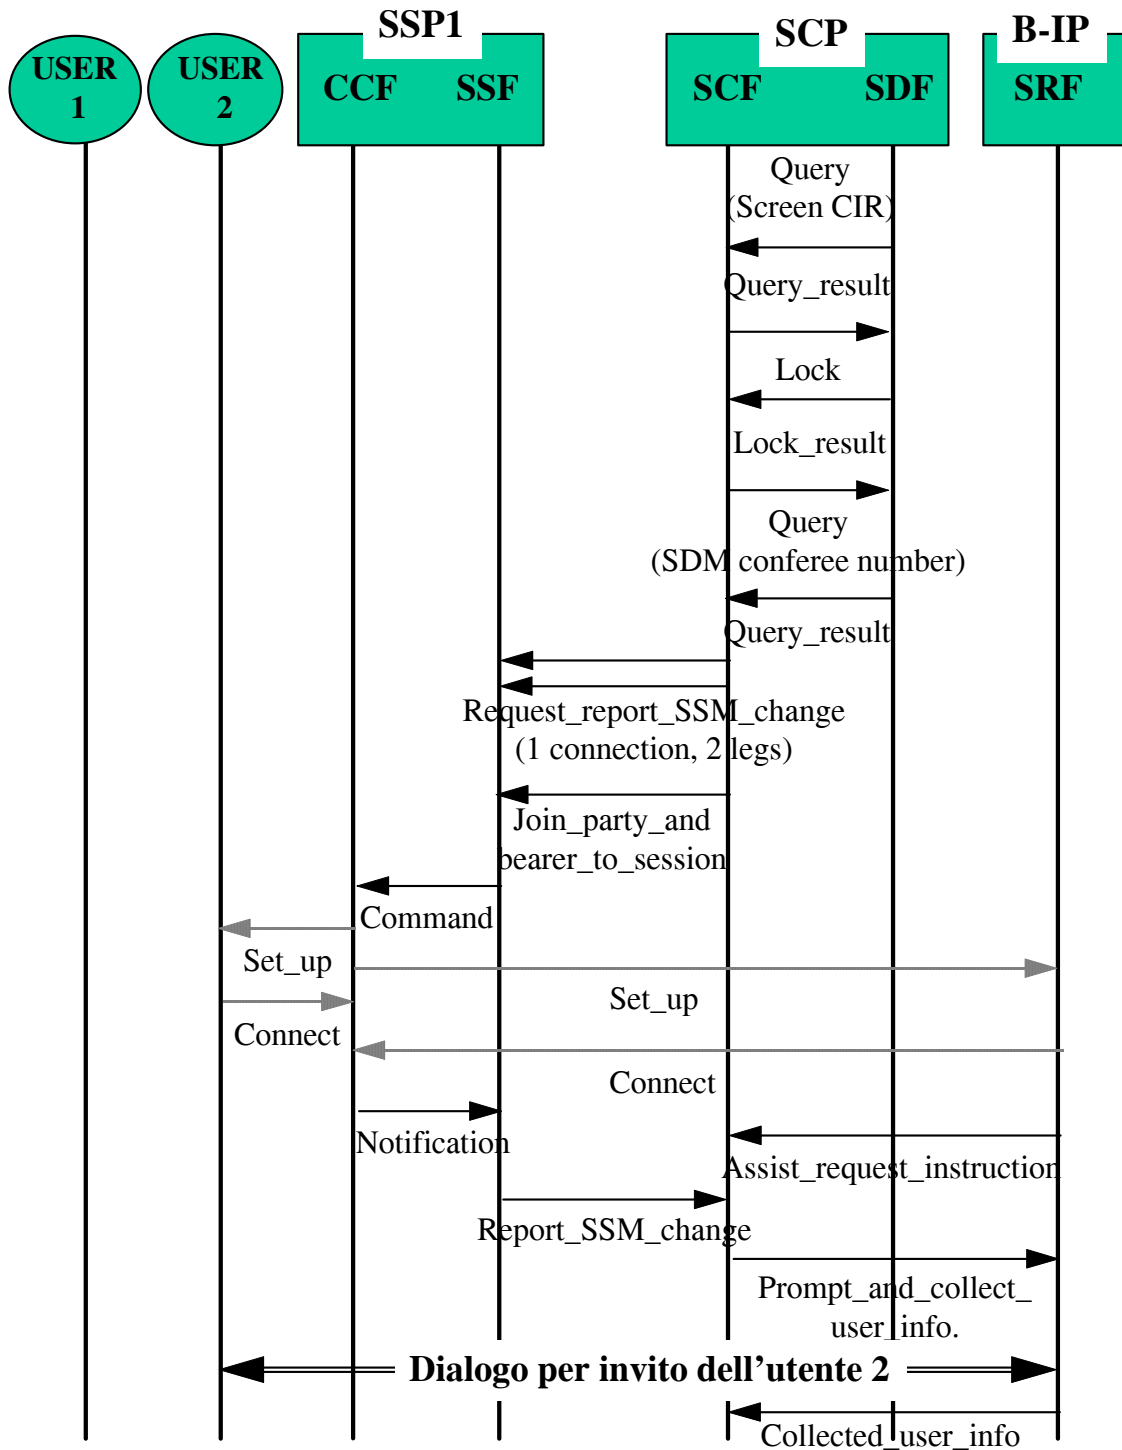 SSP1
SCP
B-IP
USER
1
USER
2
CCF
SSF
SCF
SDF
SRF
Query
(Screen CIR)
Query_result
Lock
Lock_result
Query
(SDM conferee number)
Query_result
Request_report_SSM_change
(1 connection, 2 legs)
Join_party_and
bearer_to_session
Command
Set_up
Set_up
Connect
Connect
Notification
Assist_request_instruction
Report_SSM_change
Prompt_and_collect_
user_info.
Dialogo per invito dell’utente 2
Collected_user_info